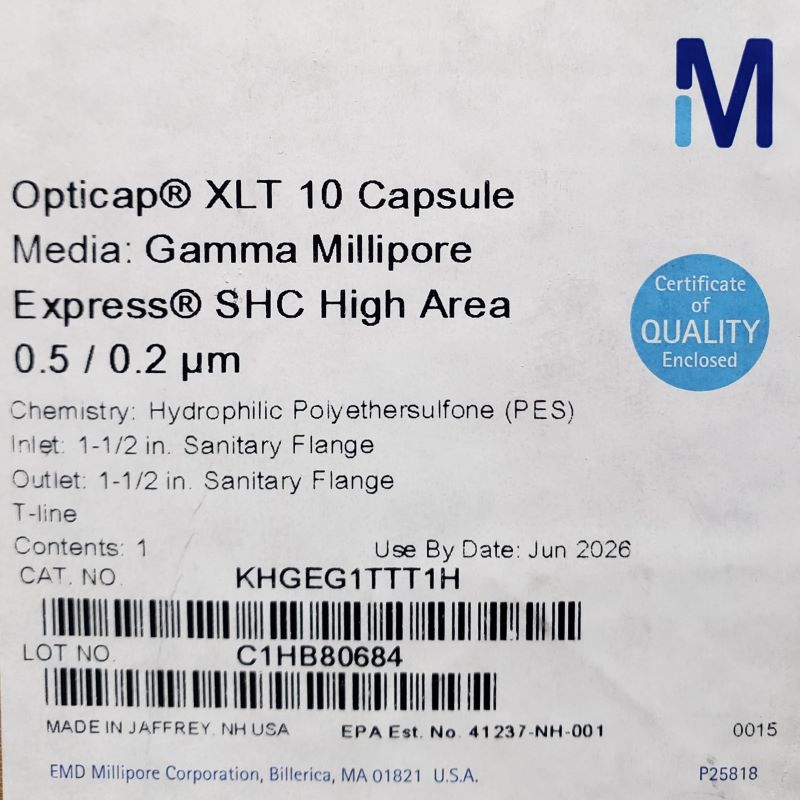 M
Opticap® XLT 10 Capsule
Media: Gamma Millipore
Express® SHC High Area
0.5 / 0.2 µm
Certificate
of
QUALITY
Enclosed
Chemistry: Hydrophilic Polyethersulfone (PES)
Inlet: 1-1/2 in. Sanitary Flange
Outlet: 1-1/2 in. Sanitary Flange
T-line
Contents: 1 Use By Date: Jun 2026
CAT. NO. KHGEG1TTT1H
LOT NO. C1HB80684
MADE IN JAFFREY, NH USA EPA Est. No. 41237-NH-001 0015
EMD Millipore Corporation, Billerica, MA 01821 U.S.A. P25818